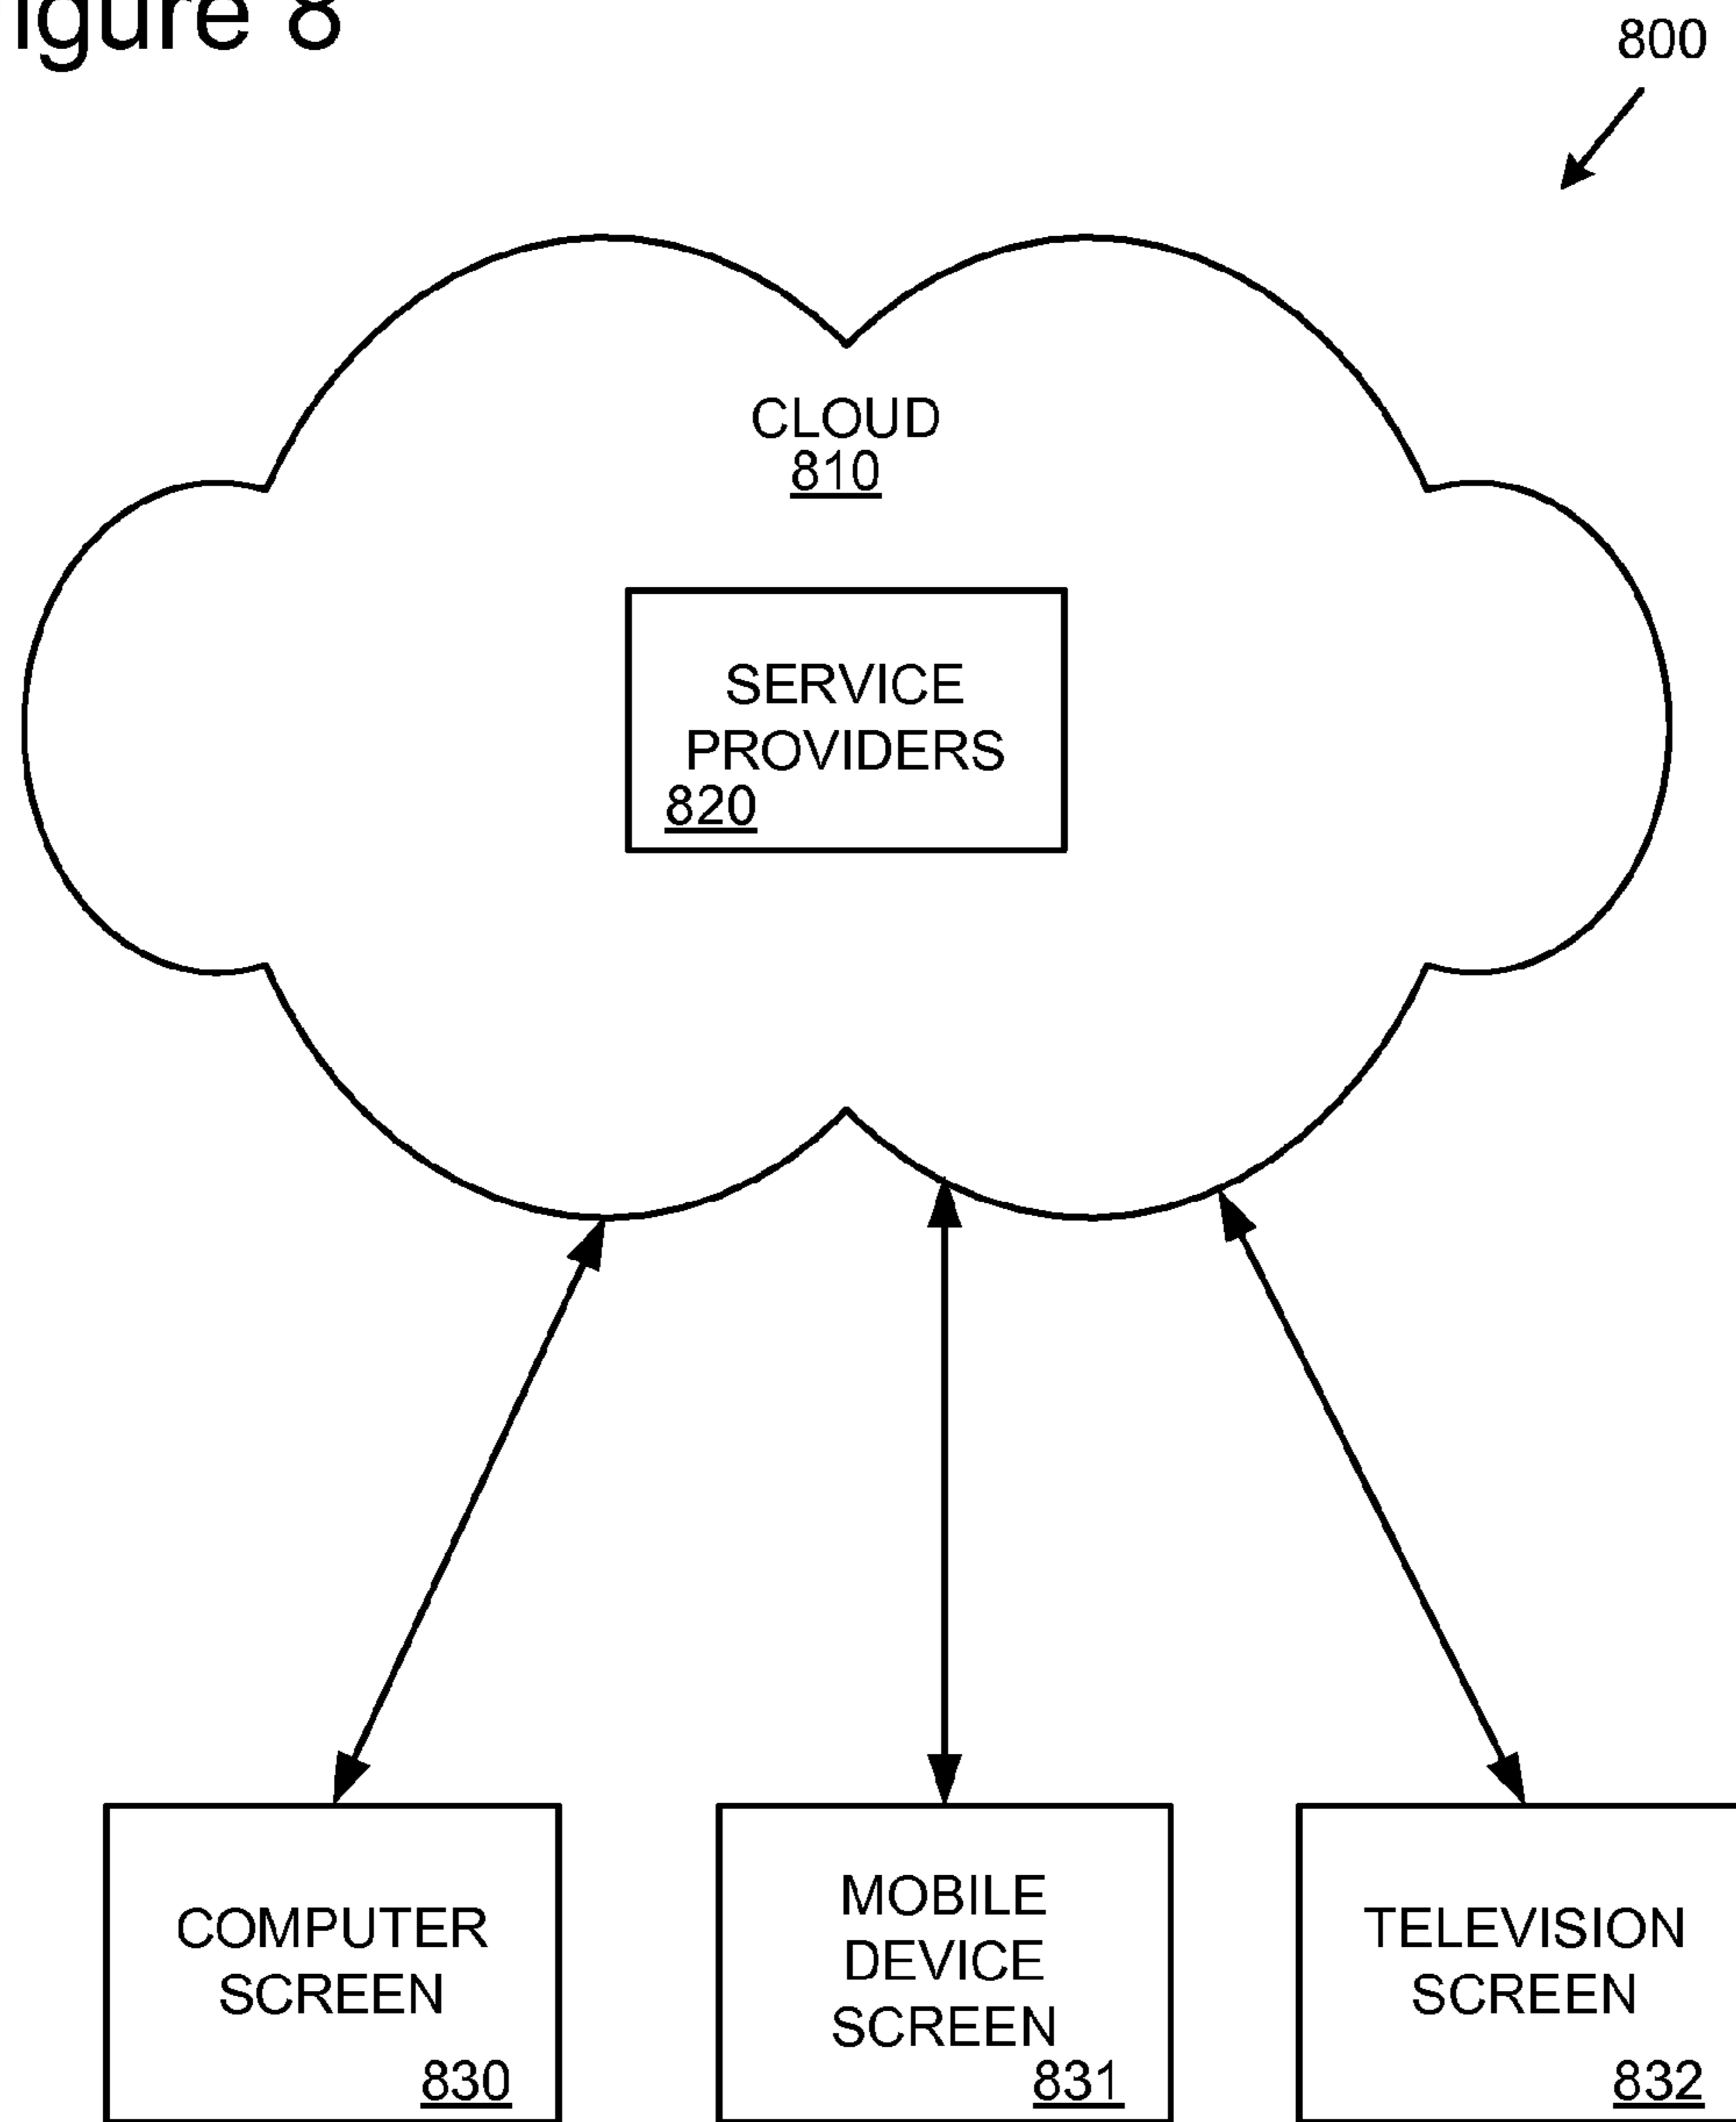 igure 8
800
CLOUD
810
SERVICE
PROVIDERS
820
COMPUTER
SCREEN
830
MOBILE
DEVICE
SCREEN
831
TELEVISION
SCREEN
832